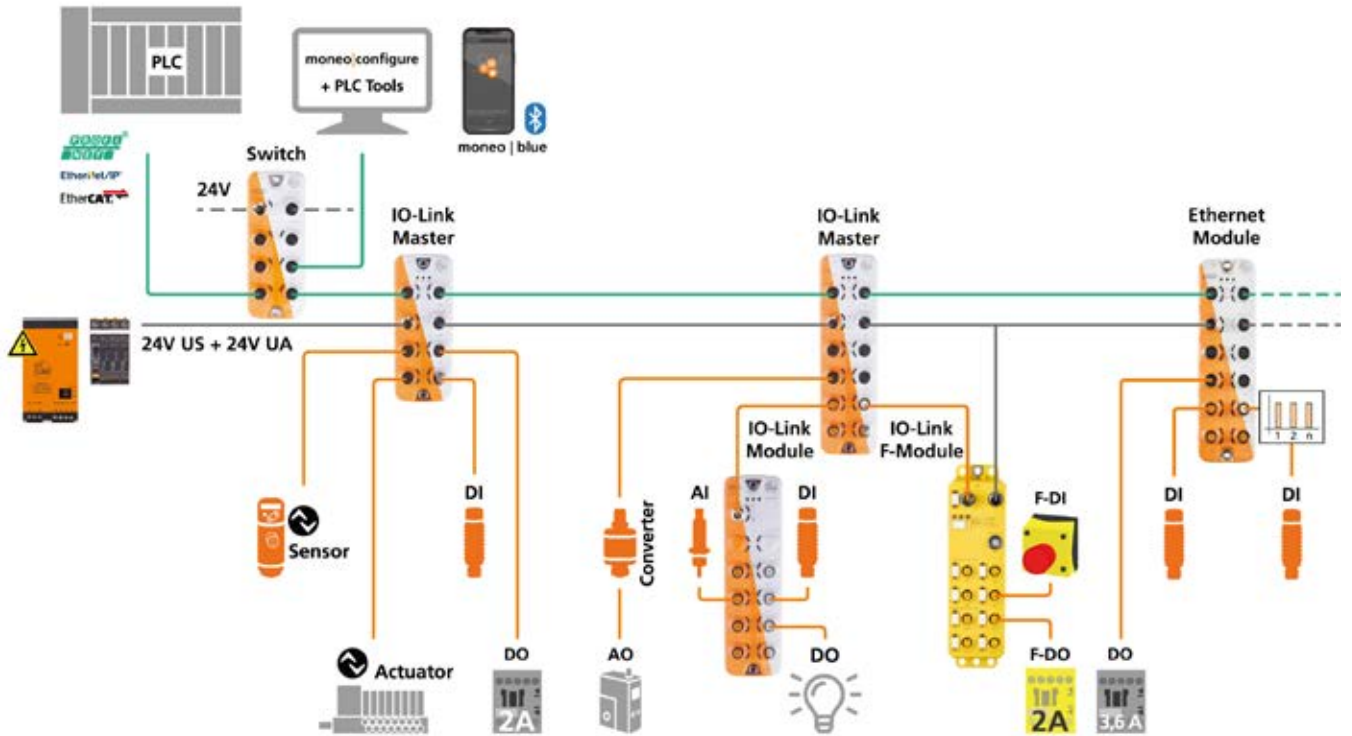 PLC
moneo|configure
+ PLC Tools
moneo | blue
PROFI
NET
EtherNet/IP
EtherCAT
Switch
24V
IO-Link
Master
IO-Link
Master
Ethernet
Module
24V US + 24V UA
IO-Link
Module
IO-Link
F-Module
1 2 n
DI
AI
DI
F-DI
DI
DI
Sensor
Converter
Actuator
DO
AO
DO
F-DO
DO
2A
2A
3,6 A